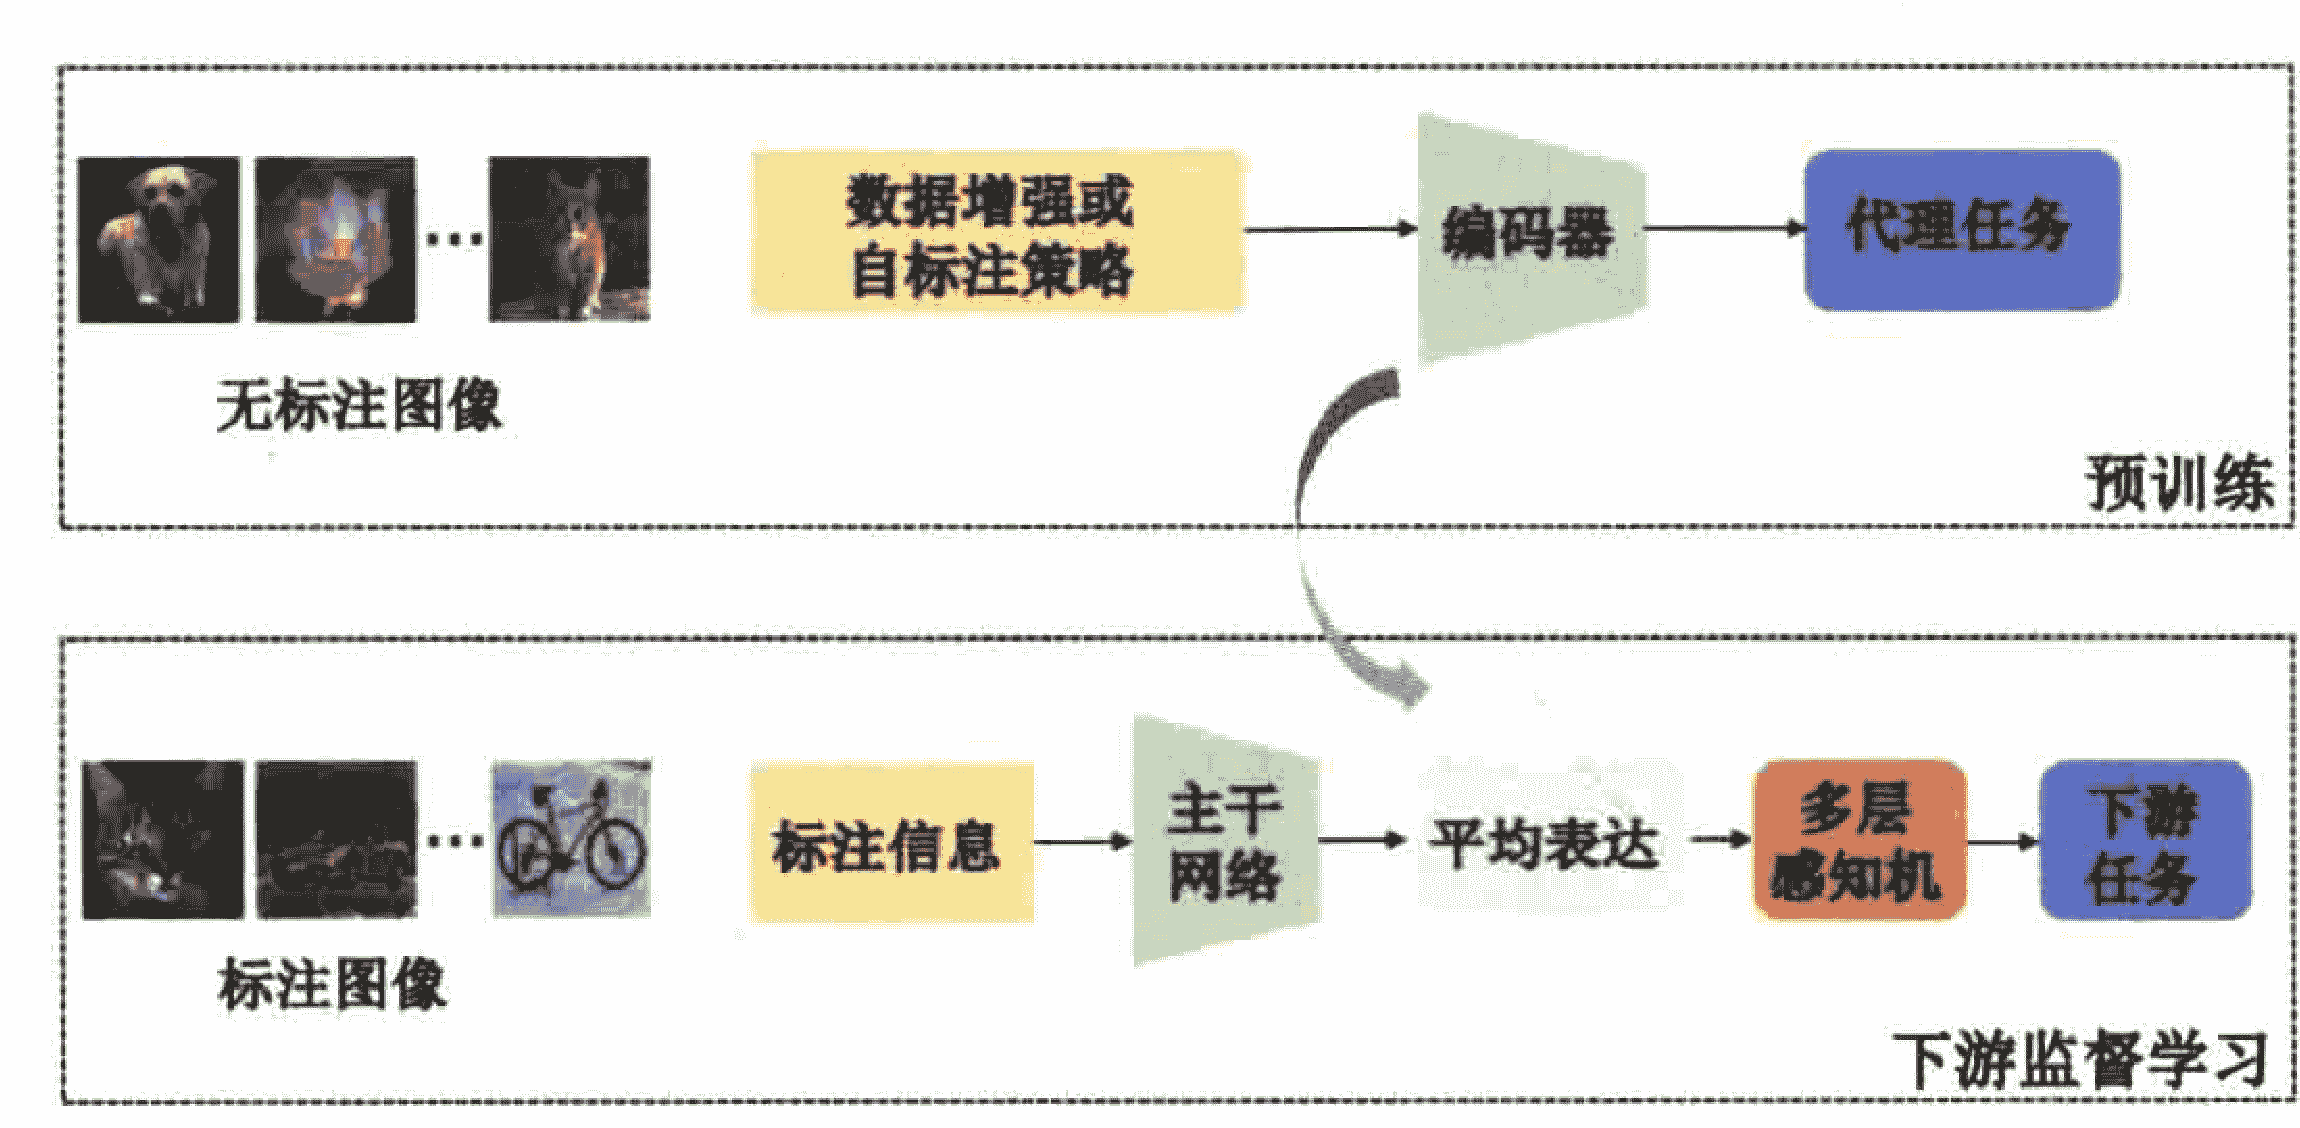 数据增强或
自标注策略
编码器
代理任务
无标注图像
预训练
标注信息
主干
网络
平均表达
多层
感知机
下游
任务
标注图像
下游监督学习